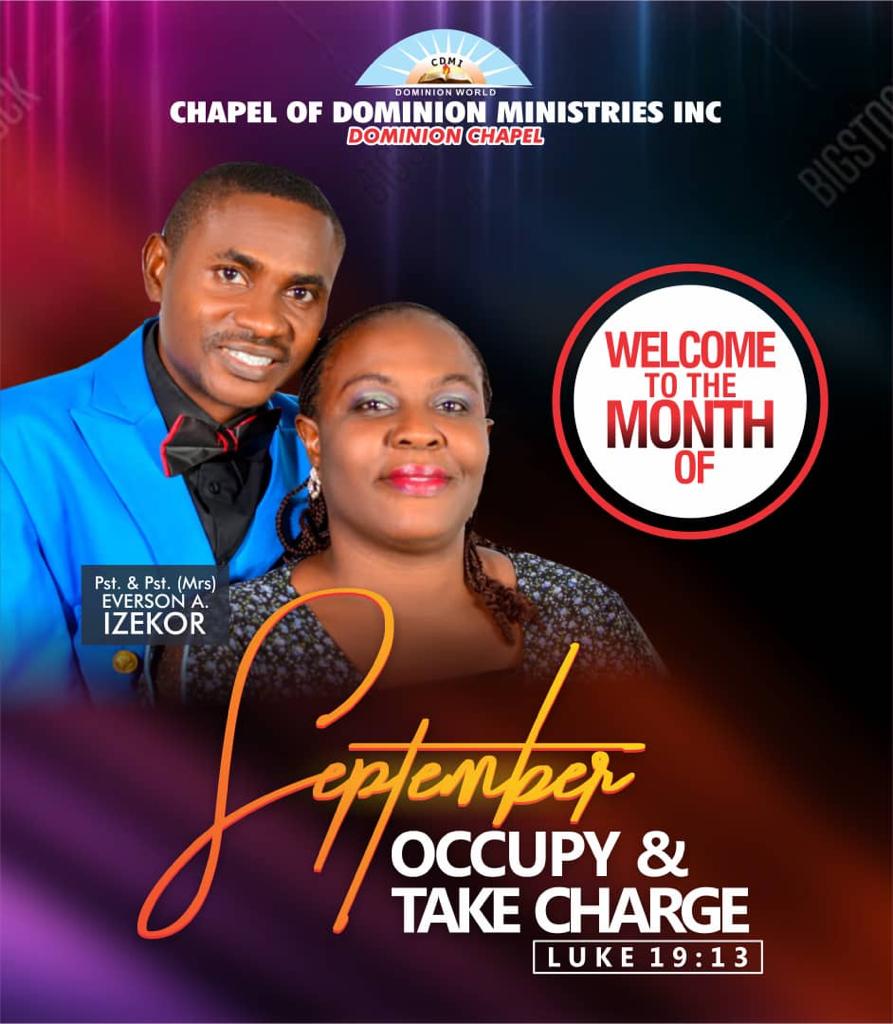 CDMI
DOMINION WORLD
CHAPEL OF DOMINION MINISTRIES INC
DOMINION CHAPEL
WELCOME
TO THE
MONTH
OF
Pst. & Pst. (Mrs)
EVERSON A.
IZEKOR
September
OCCUPY &
TAKE CHARGE
LUKE 19:13